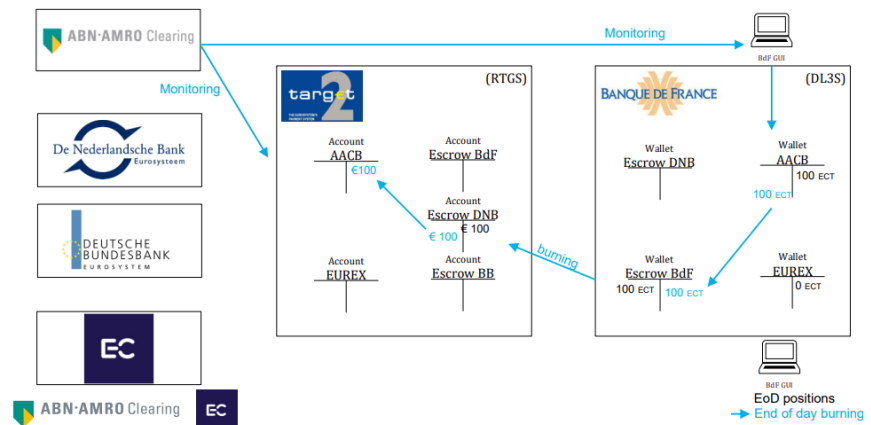 ABN·AMRO Clearing
Monitoring
BdF GUI
Monitoring
target
2
(RTGS)
BANQUE DE FRANCE
(DL3S)
De Nederlandsche Bank
Eurosysteem
Account
AACB
€100
Account
Escrow BdF
Wallet
Escrow DNB
Wallet
AACB
100 ECT
100 ECT
Account
Escrow DNB
€ 100
€ 100
DEUTSCHE
BUNDESBANK
EUROSYSTEM
burning
Account
EUREX
Account
Escrow BB
Wallet
Escrow BdF
100 ECT
100 ECT
Wallet
EUREX
0 ECT
EC
BdF GUI
ABN·AMRO Clearing
EC
EoD positions
End of day burning